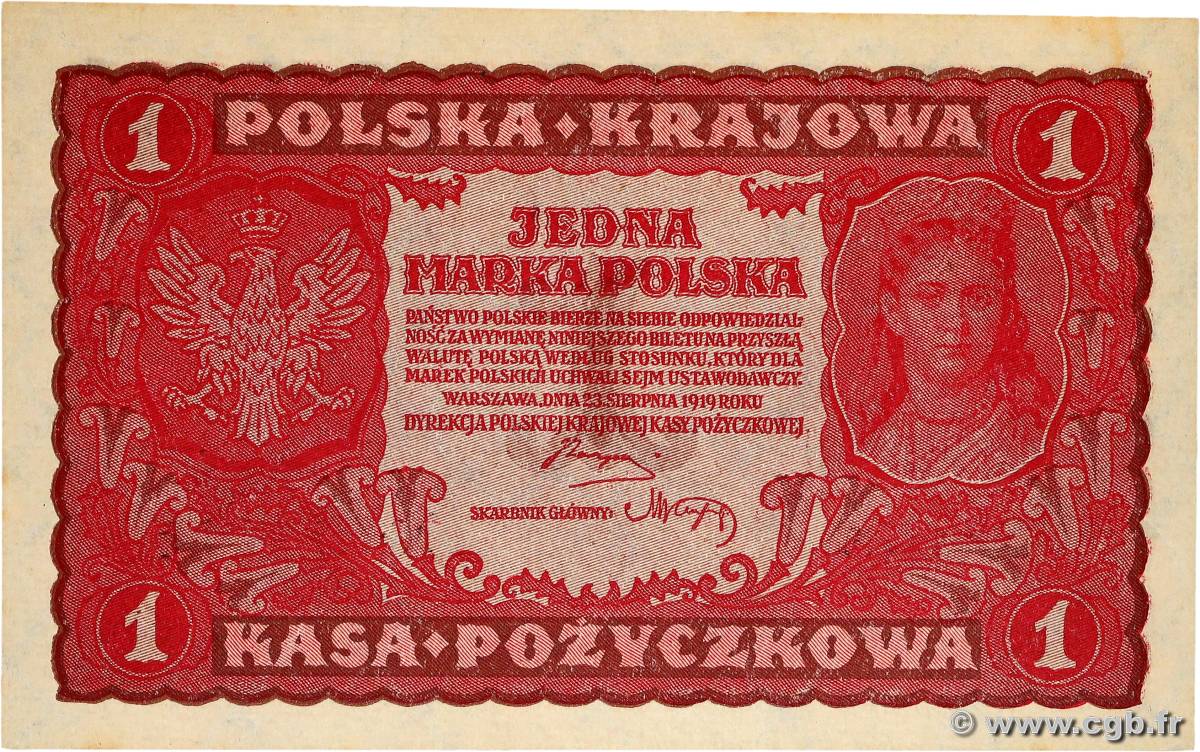 1 POLSKA KRAJOWA 1
JEDNA
MARKA POLSKA
PAŃSTWO POLSKIE BIERZE NA SIEBIE ODPOWIEDZIAL-
NOŚĆ ZA WYMIANĘ NINIEJSZEGO BILETU NA PRZYSZŁĄ
WALUTĘ POLSKĄ WEDŁUG STOSUNKU, KTÓRY DLA
MAREK POLSKICH UCHWALI SEJM USTAWODAWCZY.
WARSZAWA, DNIA 23. SIERPNIA 1919 ROKU
DYREKCJA POLSKIEJ KRAJOWEJ KASY POŻYCZKOWEJ
SKARBNIK GŁÓWNY:
1 KASA POŻYCZKOWA 1
© www.cgb.fr